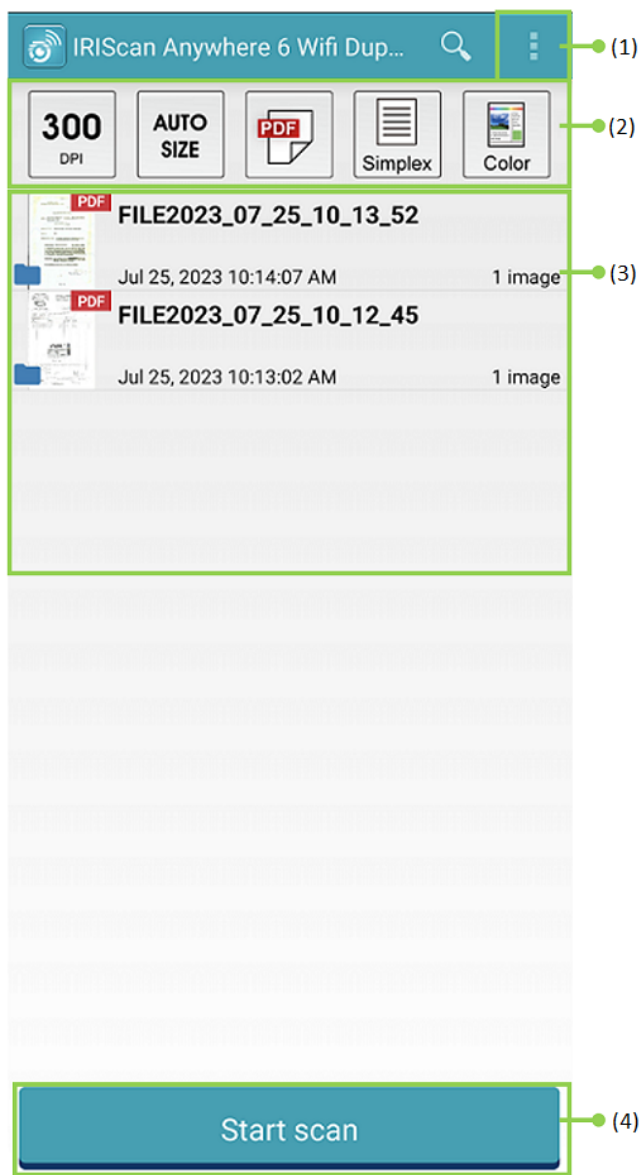 IRIScan Anywhere 6 Wifi Dup...
(1)
300
DPI
AUTO
SIZE
PDF
Simplex
Color
(2)
PDF
FILE2023_07_25_10_13_52
Jul 25, 2023 10:14:07 AM 1 image
(3)
PDF
FILE2023_07_25_10_12_45
Jul 25, 2023 10:13:02 AM 1 image
Start scan
(4)